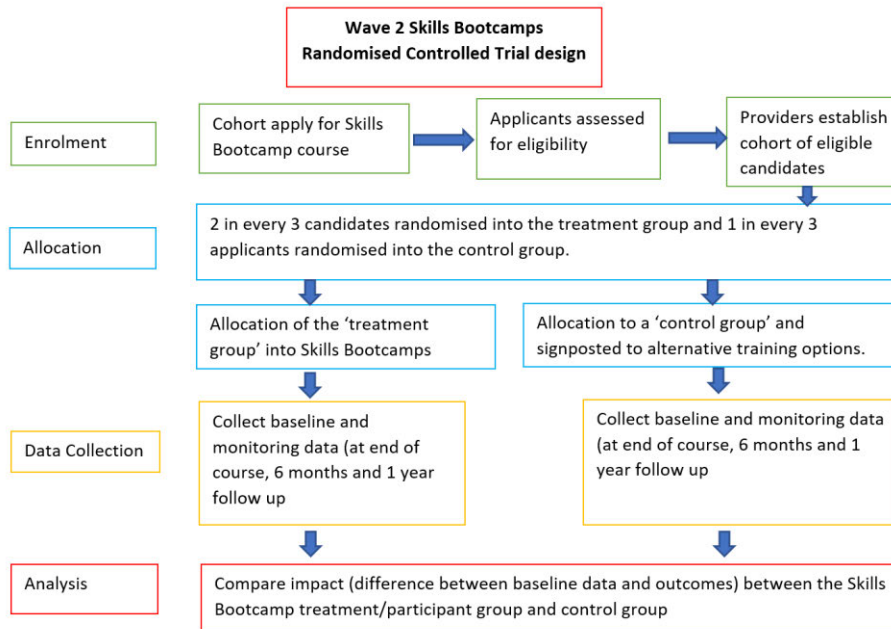 Wave 2 Skills Bootcamps
Randomised Controlled Trial design
Enrolment
Cohort apply for Skills
Bootcamp course
Applicants assessed
for eligibility
Providers establish
cohort of eligible
candidates
Allocation
2 in every 3 candidates randomised into the treatment group and 1 in every 3
applicants randomised into the control group.
Allocation of the ‘treatment
group’ into Skills Bootcamps
Allocation to a ‘control group’ and
signposted to alternative training options.
Data Collection
Collect baseline and
monitoring data (at end of
course, 6 months and 1 year
follow up
Collect baseline and monitoring data
(at end of course, 6 months and 1
year follow up
Analysis
Compare impact (difference between baseline data and outcomes) between the Skills
Bootcamp treatment/participant group and control group